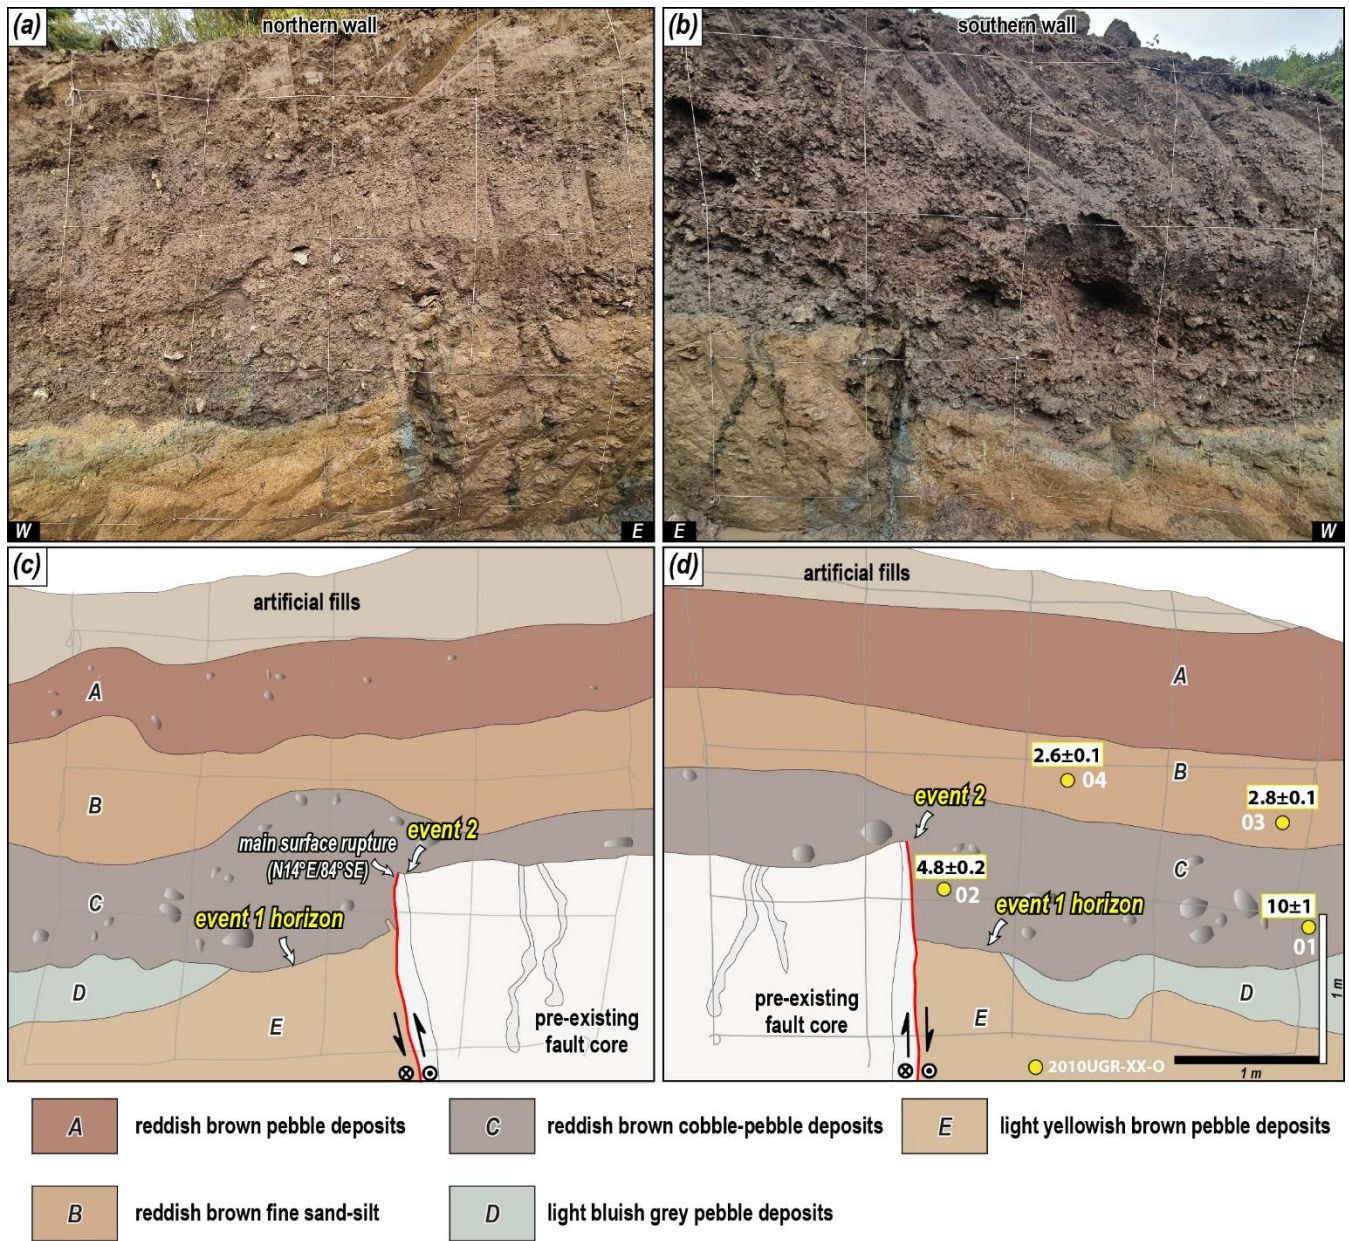 (a)
northern wall
W
E
(b)
southern wall
E
W
(c)
artificial fills
A
B
main surface rupture
(N14°E/84°SE)
event 2
C
event 1 horizon
D
E
pre-existing
fault core
(d)
artificial fills
A
2.6±0.1
04
B
2.8±0.1
03
event 2
4.8±0.2
02
C
event 1 horizon
10±1
01
D
pre-existing
fault core
E
2010UGR-XX-O
1 m
1 m
A reddish brown pebble deposits
C reddish brown cobble-pebble deposits
E light yellowish brown pebble deposits
B reddish brown fine sand-silt
D light bluish grey pebble deposits